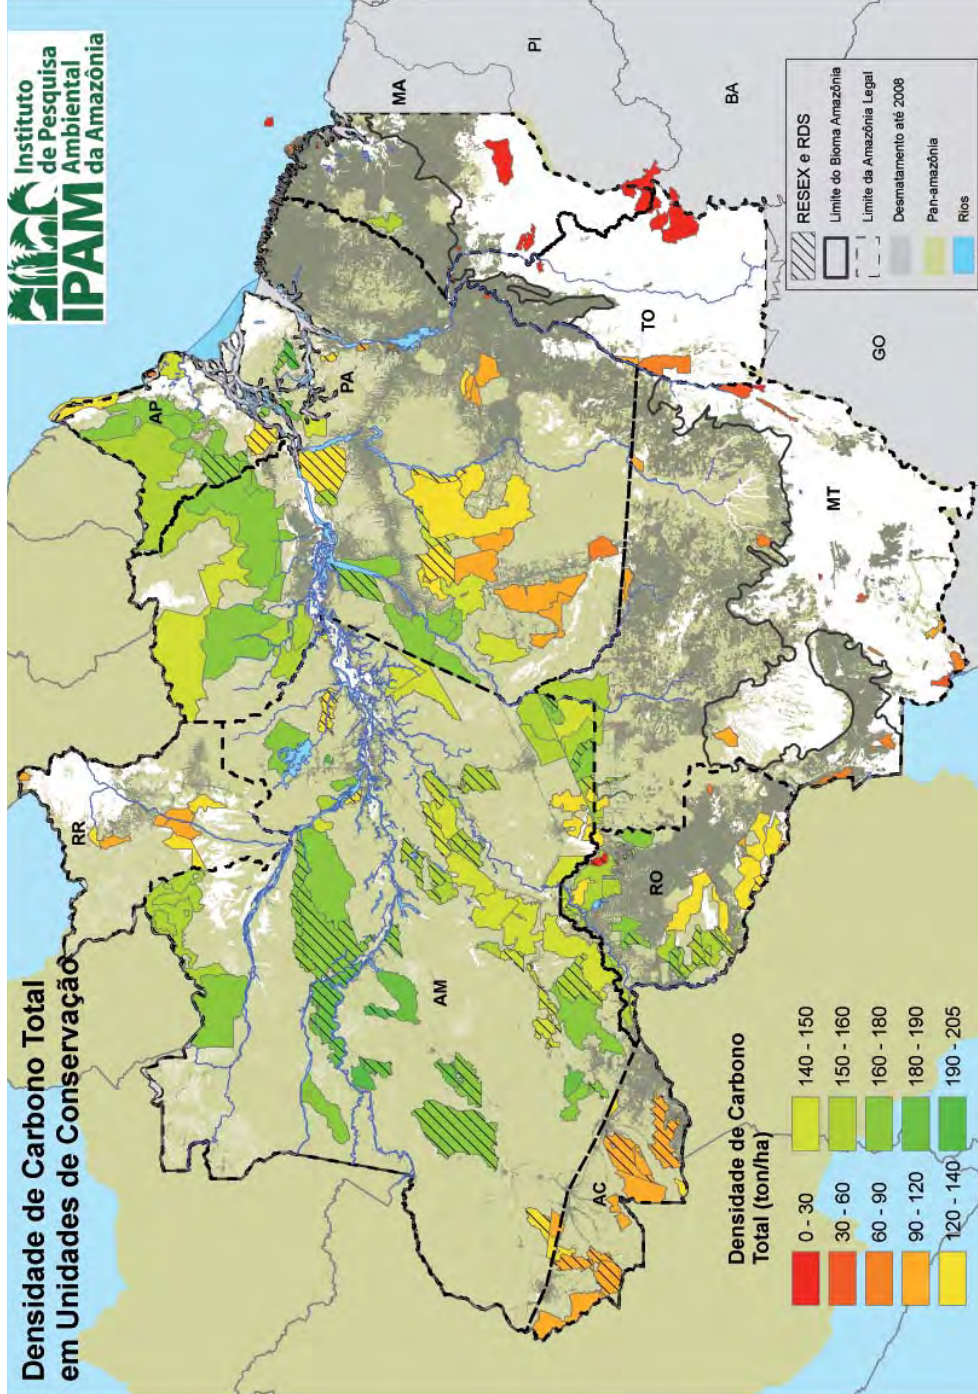 Densidade de Carbono Total
em Unidades de Conservação
IPAM
Instituto
de Pesquisa
Ambiental
da Amazônia
RR
AP
AM
PA
MA
PI
BA
TO
GO
MT
RO
AC
Densidade de Carbono
Total (ton/ha)
0 - 30
30 - 60
60 - 90
90 - 120
120 - 140
140 - 150
150 - 160
160 - 180
180 - 190
190 - 205
RESEX e RDS
Limite do Bioma Amazônia
Limite da Amazônia Legal
Desmatamento até 2008
Pan-amazônia
Rios